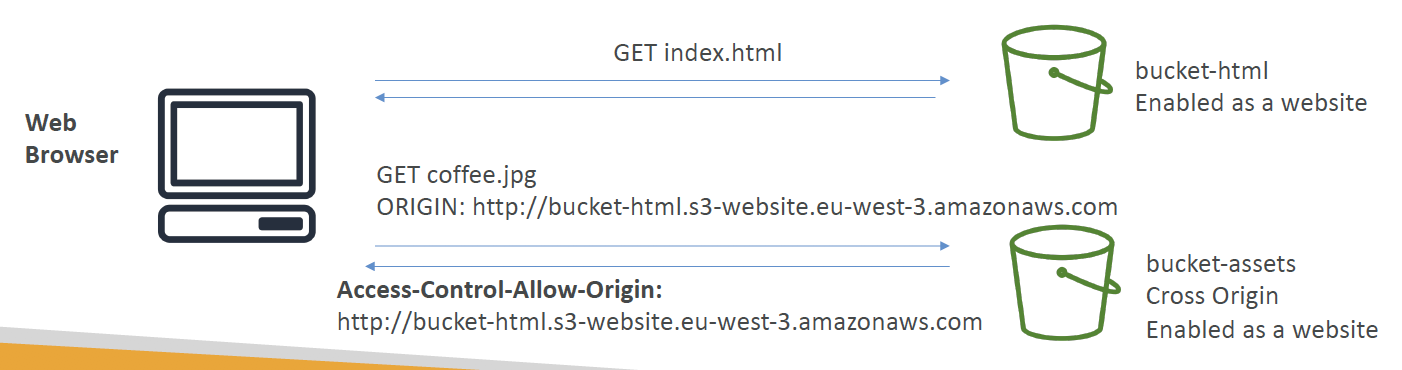 GET index.html
bucket-html
Enabled as a website
Web
Browser
GET coffee.jpg
ORIGIN: http://bucket-html.s3-website.eu-west-3.amazonaws.com
bucket-assets
Cross Origin
Enabled as a website
Access-Control-Allow-Origin:
http://bucket-html.s3-website.eu-west-3.amazonaws.com